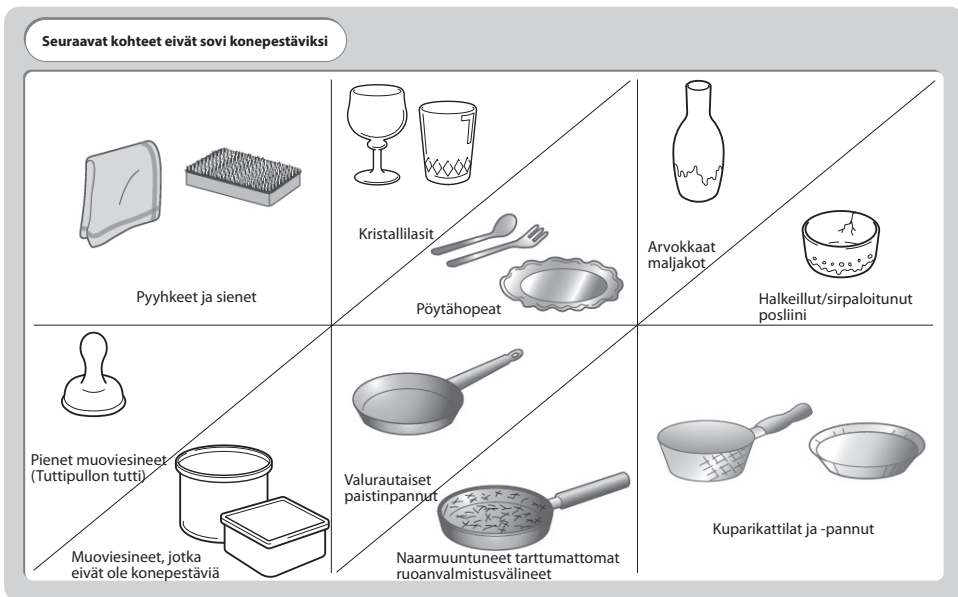 Seuraavat kohteet eivät sovi konepestäviksi
Pyyhkeet ja sienet
Kristallilasit
Pöytähopeat
Arvokkaat
maljakot
Halkeillut/sirpaloitunut
posliini
Pienet muoviesineet
(Tuttipullon tutti)
Muoviesineet, jotka
eivät ole konepestäviä
Valurautaiset
paistinpannut
Naarmuuntuneet tarttumattomat
ruoanvalmistusvälineet
Kuparikattilat ja -pannut